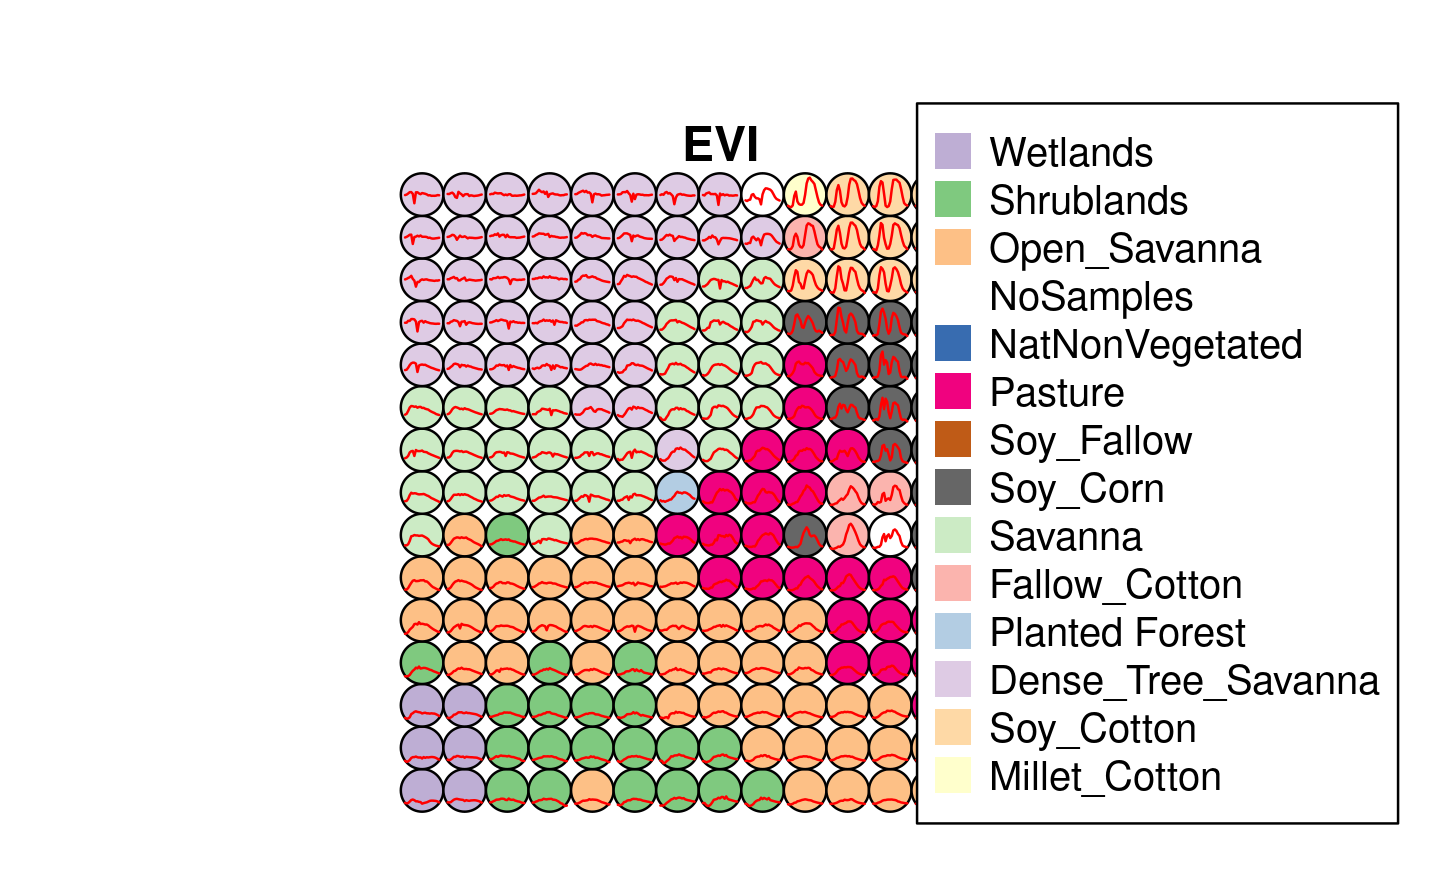 EVI
Wetlands
Shrublands
Open_Savanna
NoSamples
NatNonVegetated
Pasture
Soy_Fallow
Soy_Corn
Savanna
Fallow_Cotton
Planted Forest
Dense_Tree_Savanna
Soy_Cotton
Millet_Cotton